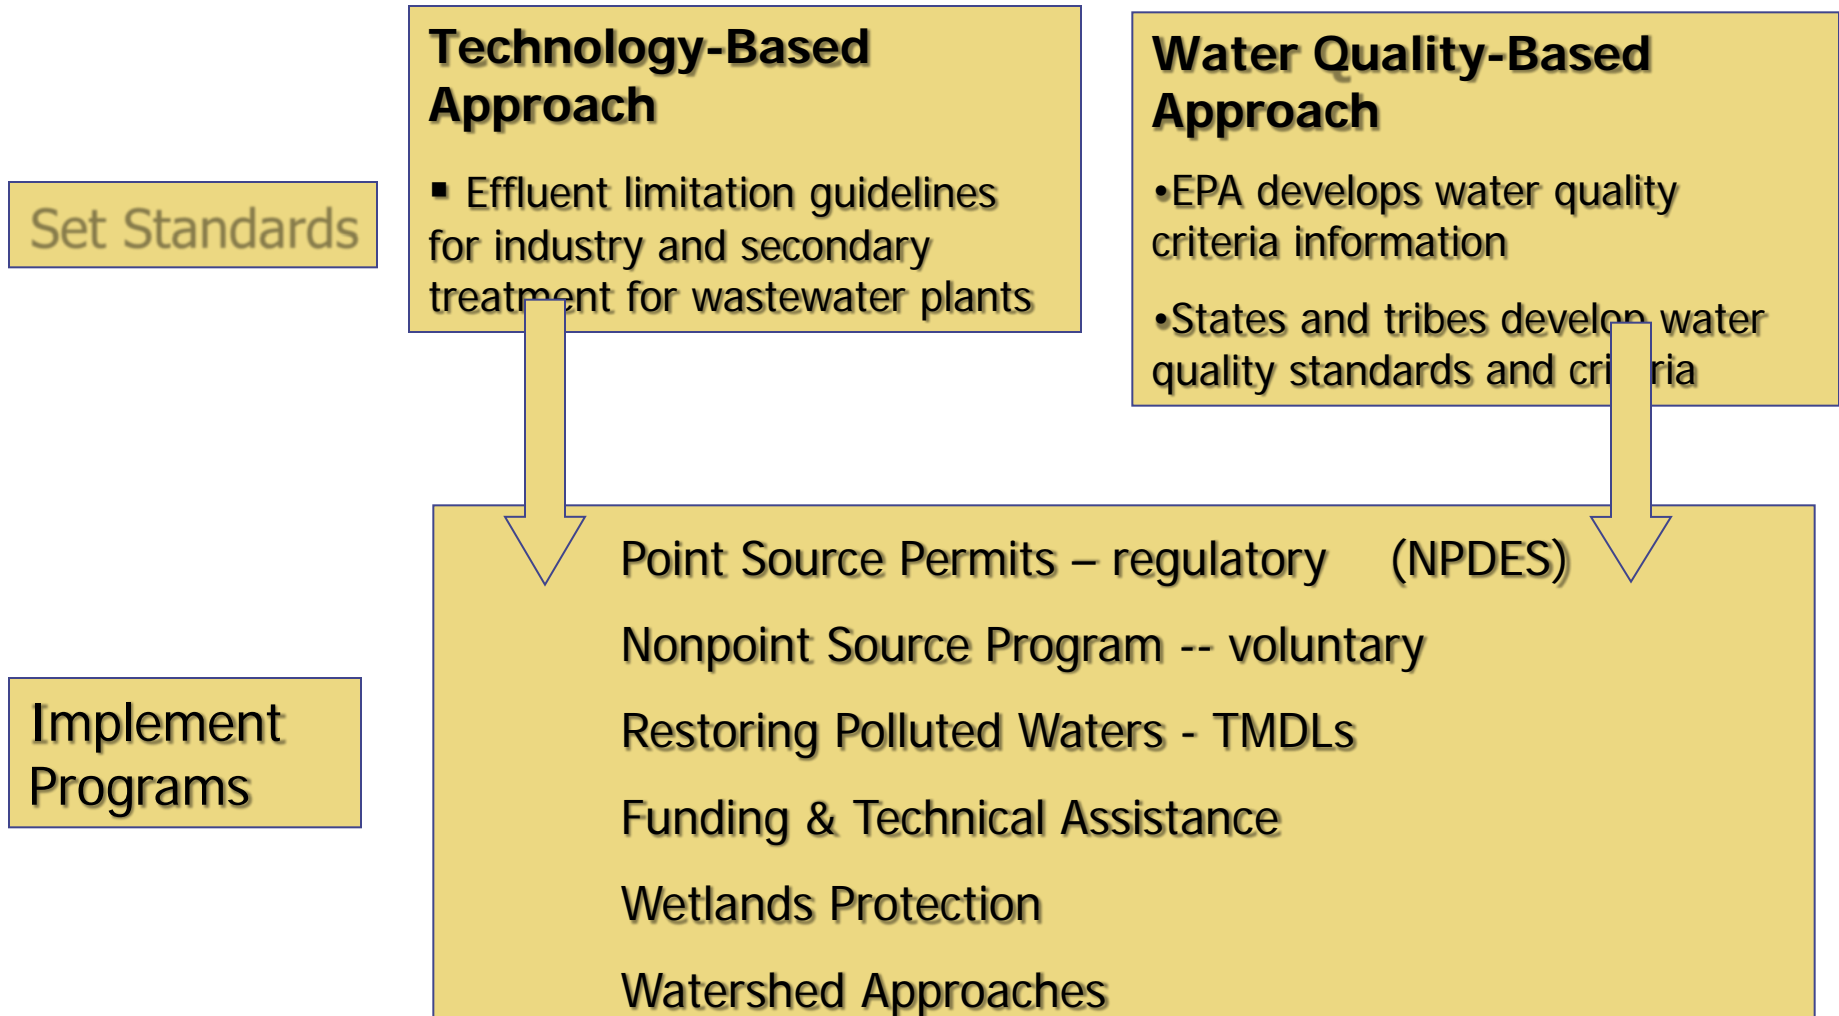 Technology-Based
Approach
▪ Effluent limitation guidelines
for industry and secondary
treatment for wastewater plants
Water Quality-Based
Approach
•EPA develops water quality
criteria information
•States and tribes develop water
quality standards and criteria
Set Standards
Point Source Permits – regulatory (NPDES)
Nonpoint Source Program -- voluntary
Restoring Polluted Waters - TMDLs
Funding & Technical Assistance
Wetlands Protection
Watershed Approaches
Implement
Programs